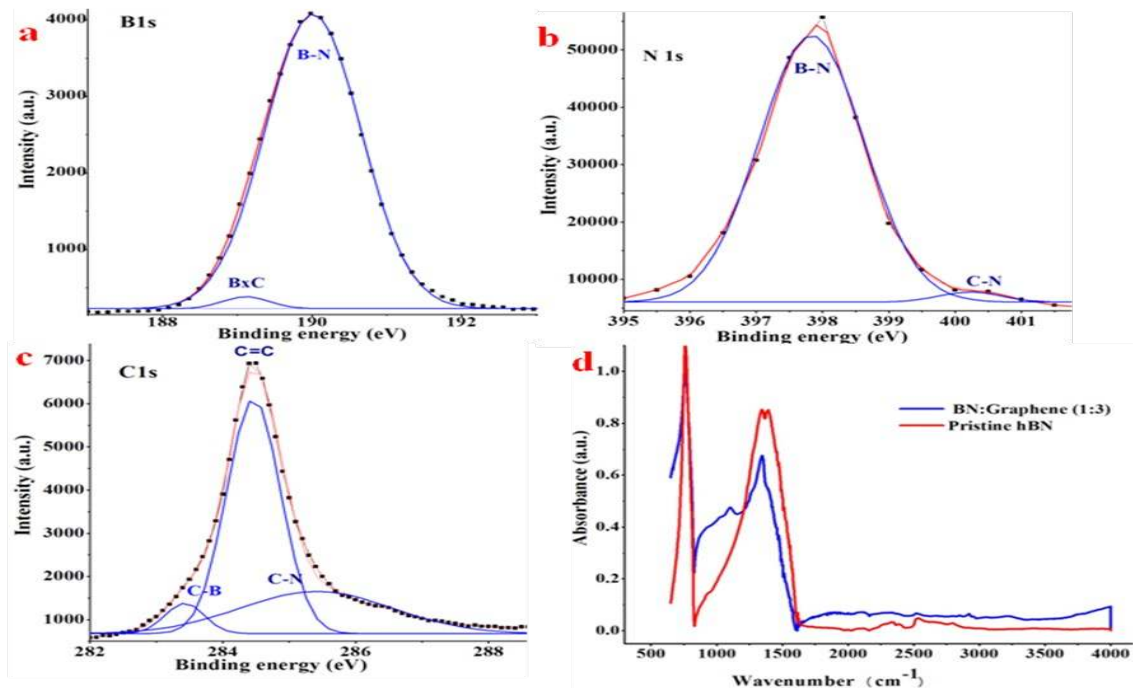 a
B1s
B-N
BxC
Intensity (a.u.)
4000
3000
2000
1000
188
190
192
Binding energy (eV)
b
N 1s
B-N
C-N
Intensity (a.u.)
50000
40000
30000
20000
10000
395
396
397
398
399
400
401
Binding energy (eV)
c
C1s
C=C
C-B
C-N
Intensity (a.u.)
7000
6000
5000
4000
3000
2000
1000
282
284
286
288
Binding energy (eV)
d
BN:Graphene (1:3)
Pristine hBN
Absorbance (a.u.)
1.0
0.8
0.6
0.4
0.2
0.0
500
1000
1500
2000
2500
3000
3500
4000
Wavenumber (cm⁻¹)